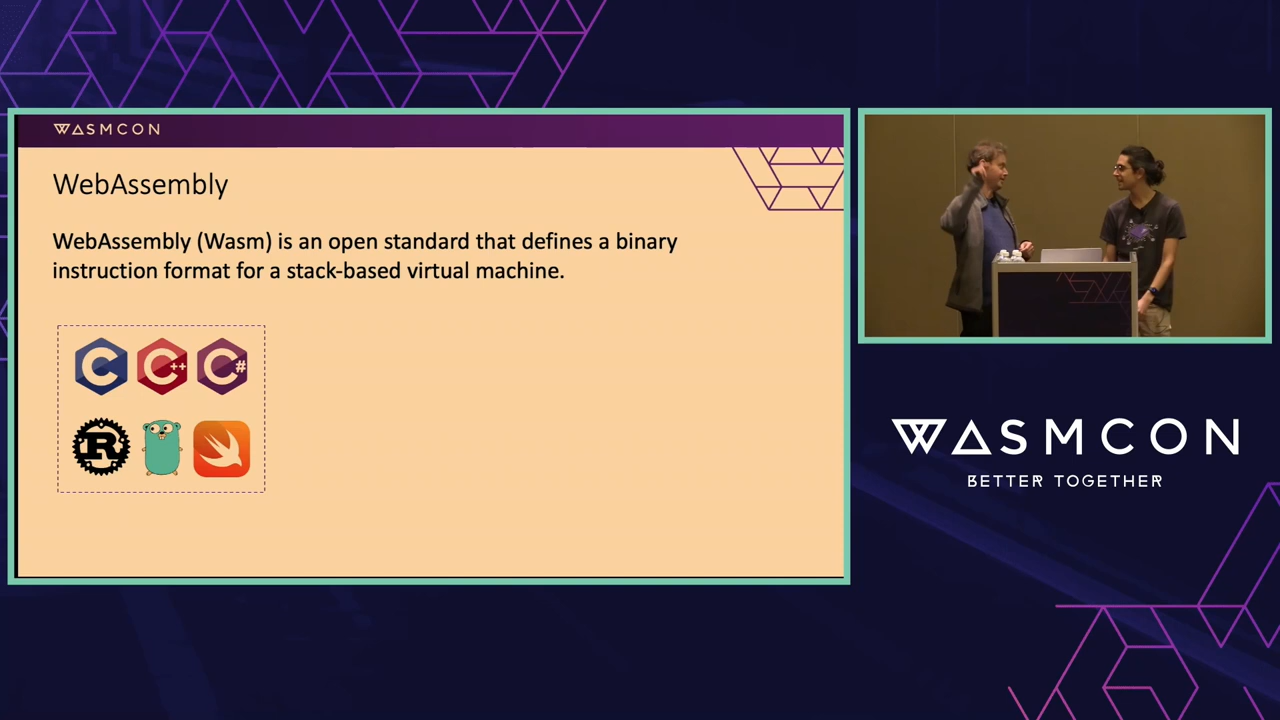 WASMCON
WebAssembly
WebAssembly (Wasm) is an open standard that defines a binary
instruction format for a stack-based virtual machine.
C C++ C#
R
WASMCON
BETTER TOGETHER